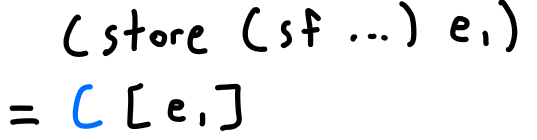 (store (sf ...) e₁)
= C [e₁]